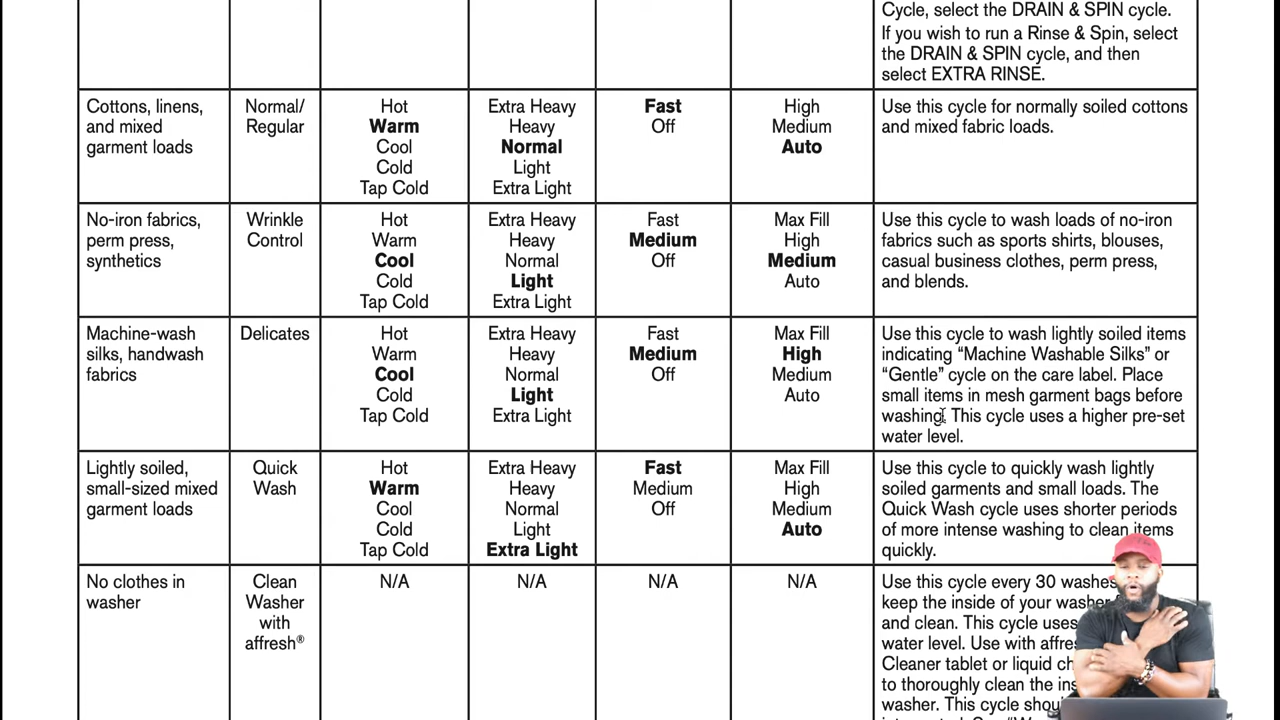 Cycle, select the DRAIN & SPIN cycle.
If you wish to run a Rinse & Spin, select
the DRAIN & SPIN cycle, and then
select EXTRA RINSE.
Cottons, linens,
and mixed
garment loads
Normal/
Regular
Hot
Warm
Cool
Cold
Tap Cold
Extra Heavy
Heavy
Normal
Light
Extra Light
Fast
Off
High
Medium
Auto
Use this cycle for normally soiled cottons
and mixed fabric loads.
No-iron fabrics,
perm press,
synthetics
Wrinkle
Control
Hot
Warm
Cool
Cold
Tap Cold
Extra Heavy
Heavy
Normal
Light
Extra Light
Fast
Medium
Off
Max Fill
High
Medium
Auto
Use this cycle to wash loads of no-iron
fabrics such as sports shirts, blouses,
casual business clothes, perm press,
and blends.
Machine-wash
silks, handwash
fabrics
Delicates
Hot
Warm
Cool
Cold
Tap Cold
Extra Heavy
Heavy
Normal
Light
Extra Light
Fast
Medium
Off
Max Fill
High
Medium
Auto
Use this cycle to wash lightly soiled items
indicating “Machine Washable Silks” or
“Gentle” cycle on the care label. Place
small items in mesh garment bags before
washing. This cycle uses a higher pre-set
water level.
Lightly soiled,
small-sized mixed
garment loads
Quick
Wash
Hot
Warm
Cool
Cold
Tap Cold
Extra Heavy
Heavy
Normal
Light
Extra Light
Fast
Medium
Off
Max Fill
High
Medium
Auto
Use this cycle to quickly wash lightly
soiled garments and small loads. The
Quick Wash cycle uses shorter periods
of more intense washing to clean items
quickly.
No clothes in
washer
Clean
Washer
with
affresh®
N/A
N/A
N/A
N/A
Use this cycle every 30 washes
keep the inside of your washer
and clean. This cycle uses
water level. Use with
Cleaner tablet or liquid
to thoroughly clean the
washer. This cycle